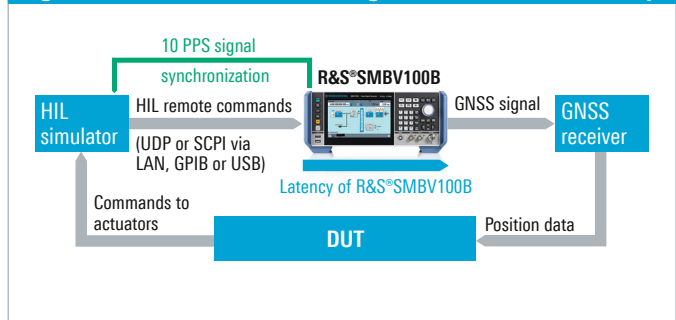 10 PPS signal
synchronization
R&S®SMBV100B
HIL
simulator
HIL remote commands
(UDP or SCPI via
LAN, GPIB or USB)
GNSS signal
GNSS
receiver
Latency of R&S®SMBV100B
Commands to
actuators
DUT
Position data